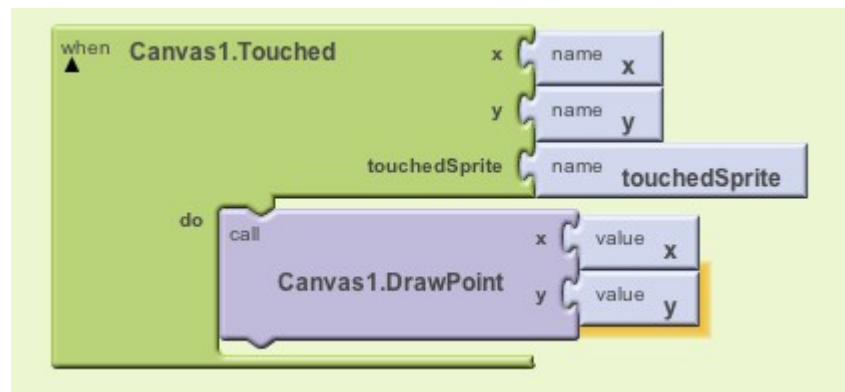 when Canvas1.Touched x name x
y name y
touchedSprite name touchedSprite
do call x value x
Canvas1.DrawPoint y value y